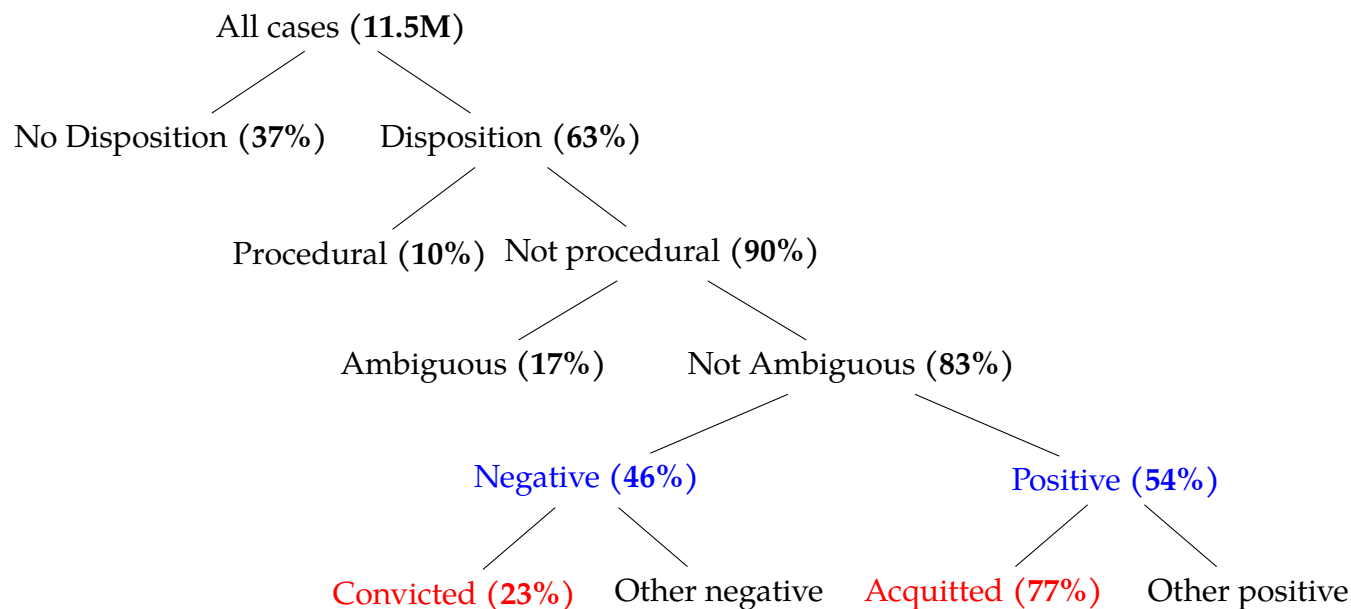 All cases (11.5M)
No Disposition (37%) Disposition (63%)
Procedural (10%) Not procedural (90%)
Ambiguous (17%) Not Ambiguous (83%)
Negative (46%) Positive (54%)
Convicted (23%) Other negative Acquitted (77%) Other positive